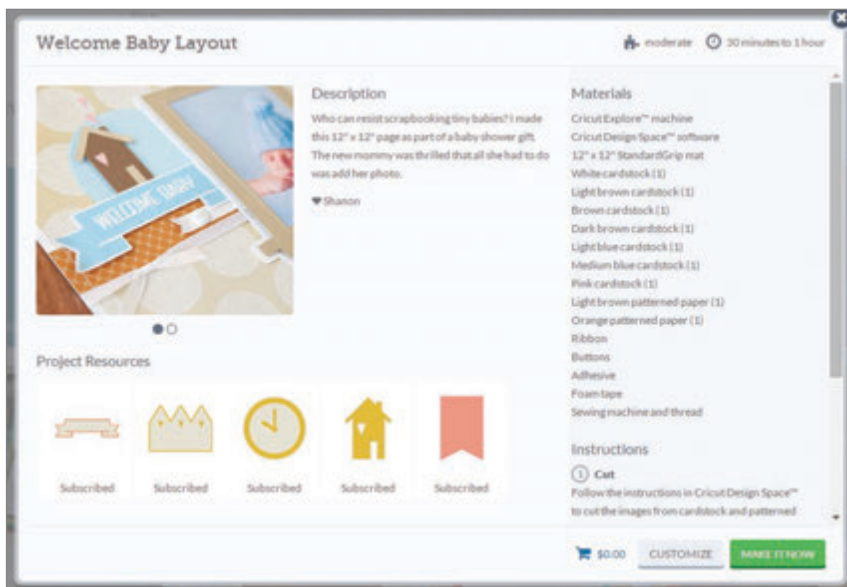 Welcome Baby Layout
moderate
30 minutes to 1 hour
WELCOME BABY
Description
Who can resist scrapbooking tiny babies? I made
this 12" x 12" page as part of a baby shower gift.
The new mommy was thrilled that all she had to do
was add her photo.
♥Shanon
Project Resources
Subscribed
Subscribed
Subscribed
Subscribed
Subscribed
Materials
Cricut Explore™ machine
Cricut Design Space™ software
12" x 12" StandardGrip mat
White cardstock (1)
Light brown cardstock (1)
Brown cardstock (1)
Dark brown cardstock (1)
Light blue cardstock (1)
Medium blue cardstock (1)
Pink cardstock (1)
Light brown patterned paper (1)
Orange patterned paper (1)
Ribbon
Buttons
Adhesive
Foam tape
Sewing machine and thread
Instructions
1 Cut
Follow the instructions in Cricut Design Space™
to cut the images from cardstock and patterned
$0.00
CUSTOMIZE
MAKE IT NOW